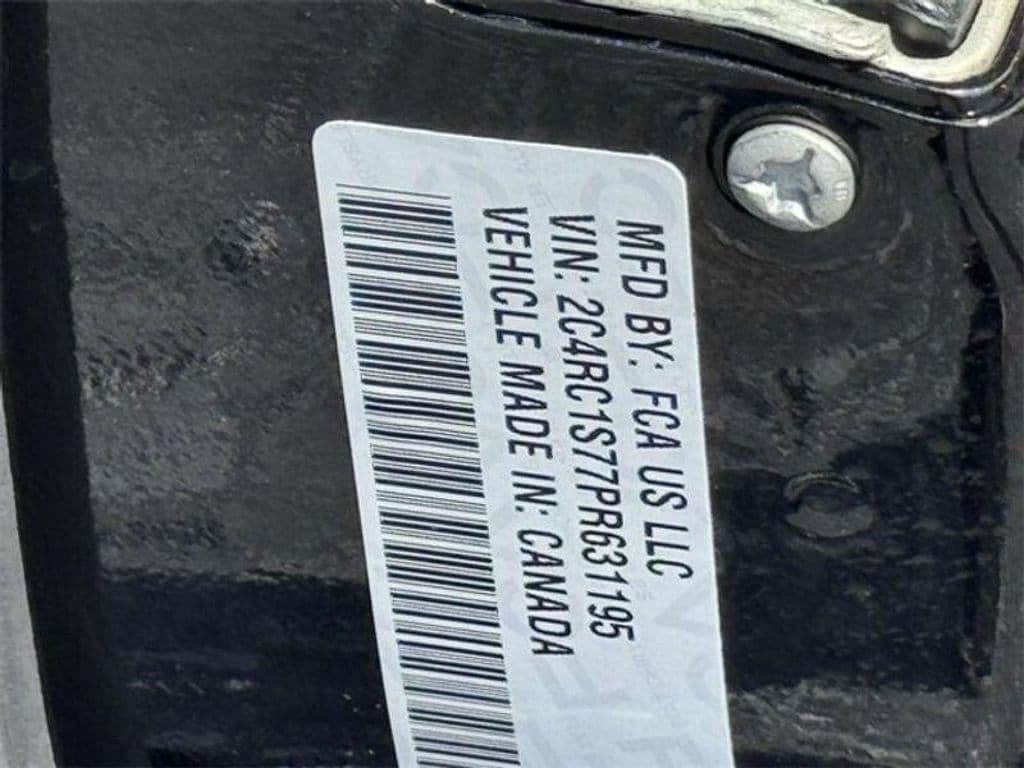 MFD BY: FCA US LLC
VIN: 2C4RC1S77PR631195
VEHICLE MADE IN: CANADA